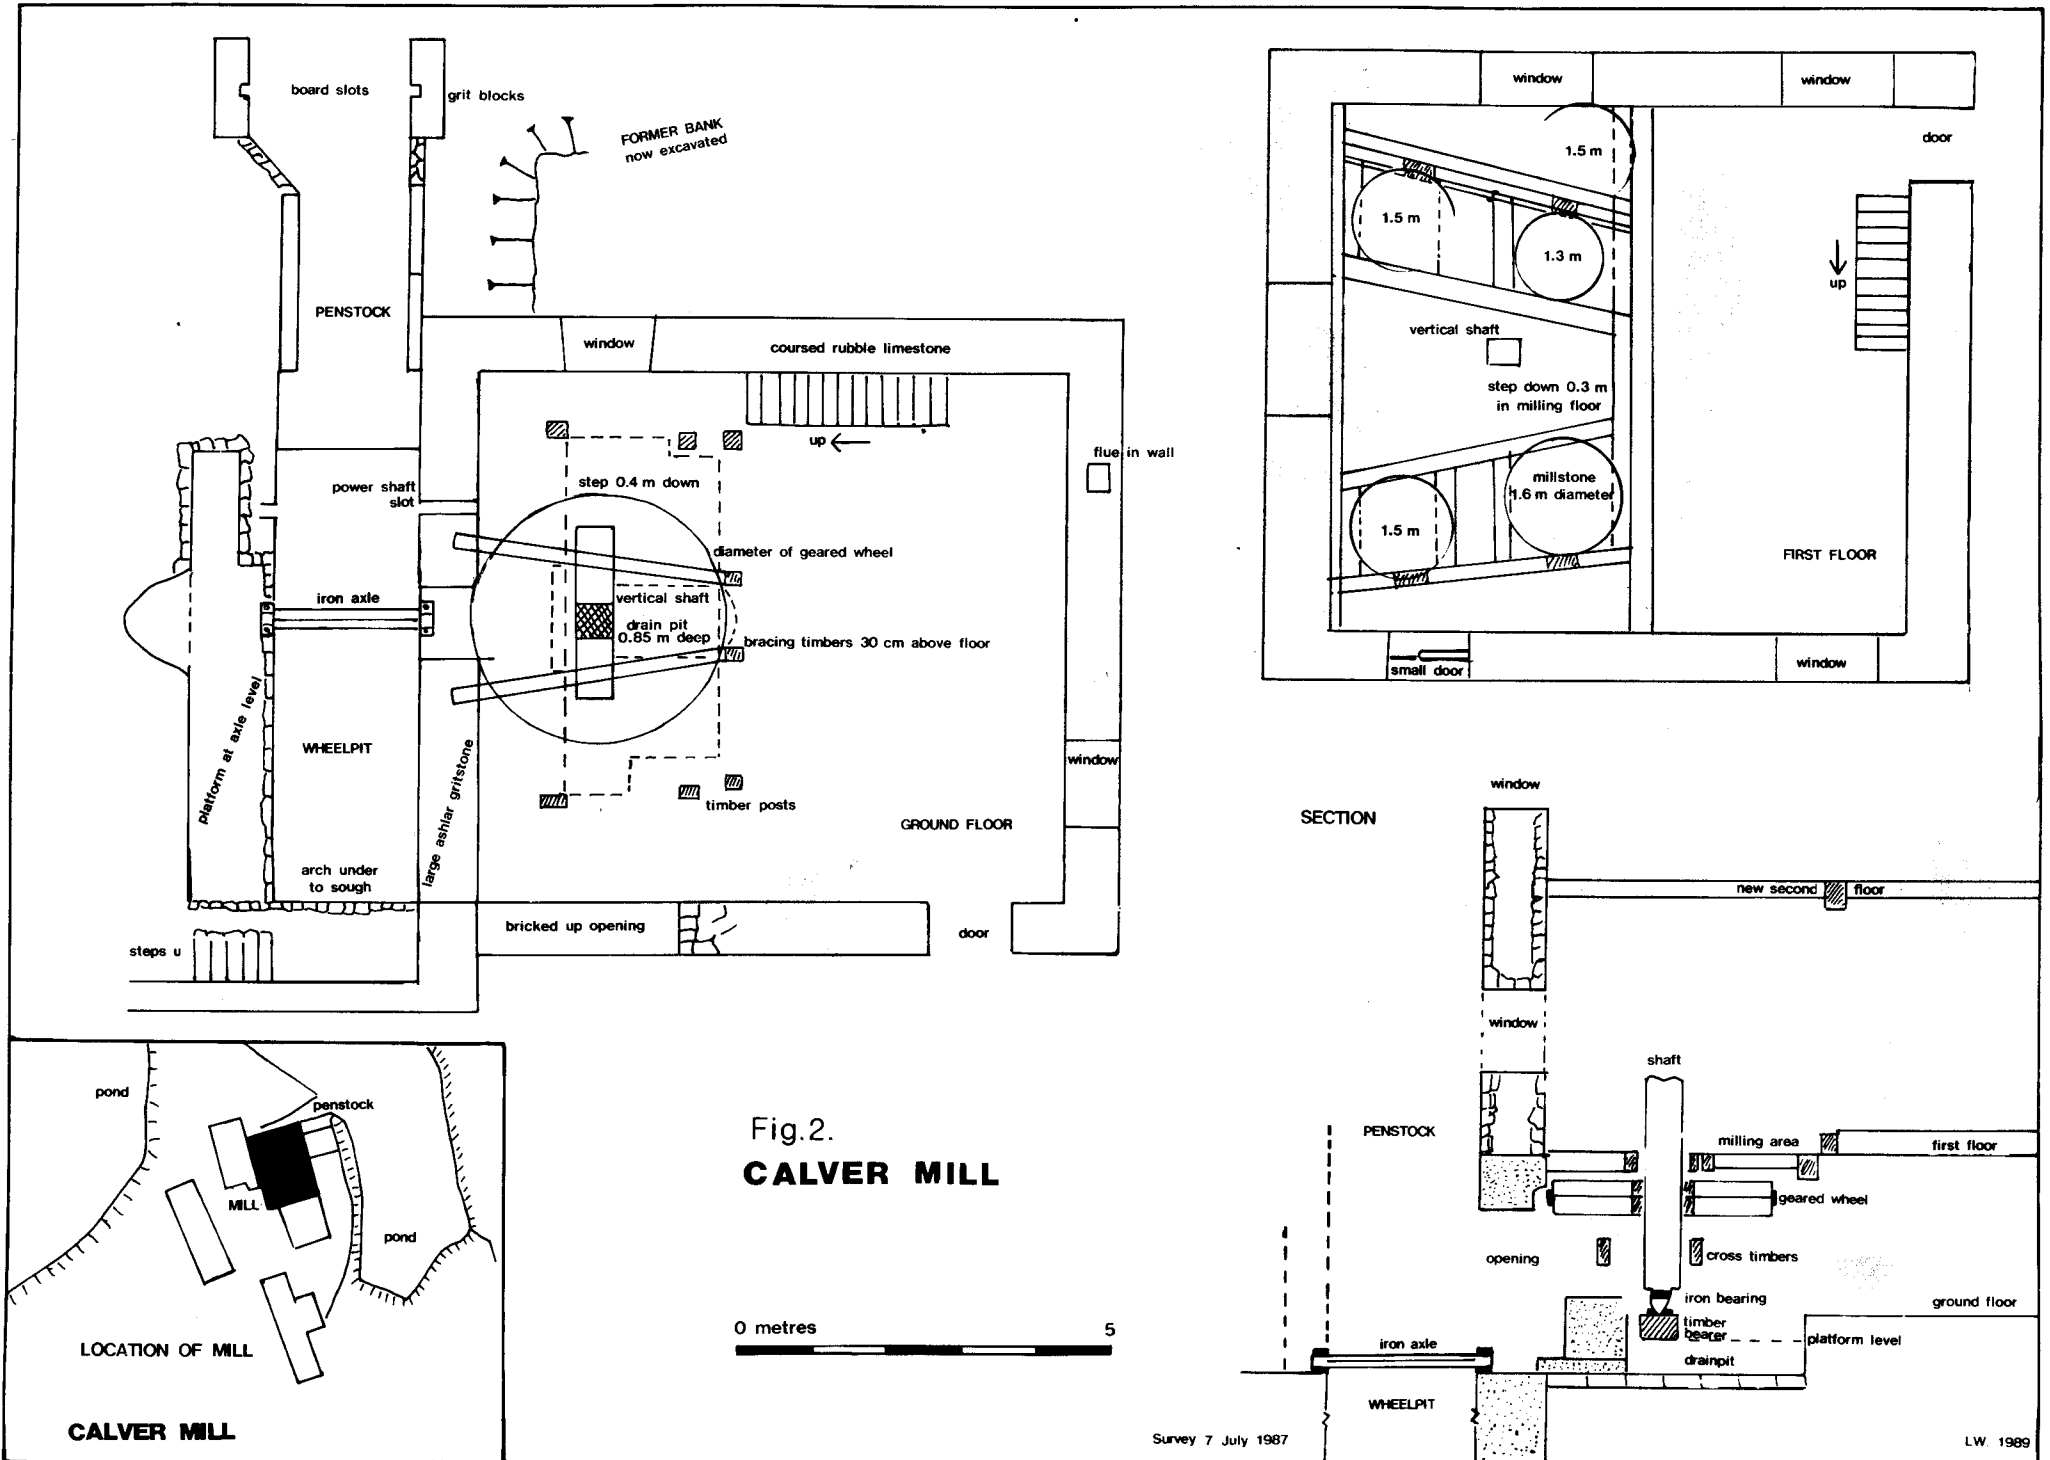 board slots
grit blocks
FORMER BANK
now excavated
PENSTOCK
window
coursed rubble limestone
up
flue in wall
power shaft
slot
step 0.4 m down
diameter of geared wheel
iron axle
vertical shaft
drain pit
0.85 m deep
bracing timbers 30 cm above floor
platform at axle level
WHEELPIT
large ashlar gritstone
window
timber posts
GROUND FLOOR
arch under
to sough
bricked up opening
door
steps u
window
window
door
1.5 m
1.5 m
1.3 m
up
vertical shaft
step down 0.3 m
in milling floor
millstone
1.6 m diameter
1.5 m
FIRST FLOOR
small door
window
SECTION
window
new second floor
window
shaft
PENSTOCK
milling area
first floor
geared wheel
opening
cross timbers
iron bearing
ground floor
timber
bearer
platform level
iron axle
drainpit
WHEELPIT
Survey 7 July 1987
LW. 1989
Fig.2.
CALVER MILL
0 metres 5
pond
penstock
MILL
pond
LOCATION OF MILL
CALVER MILL